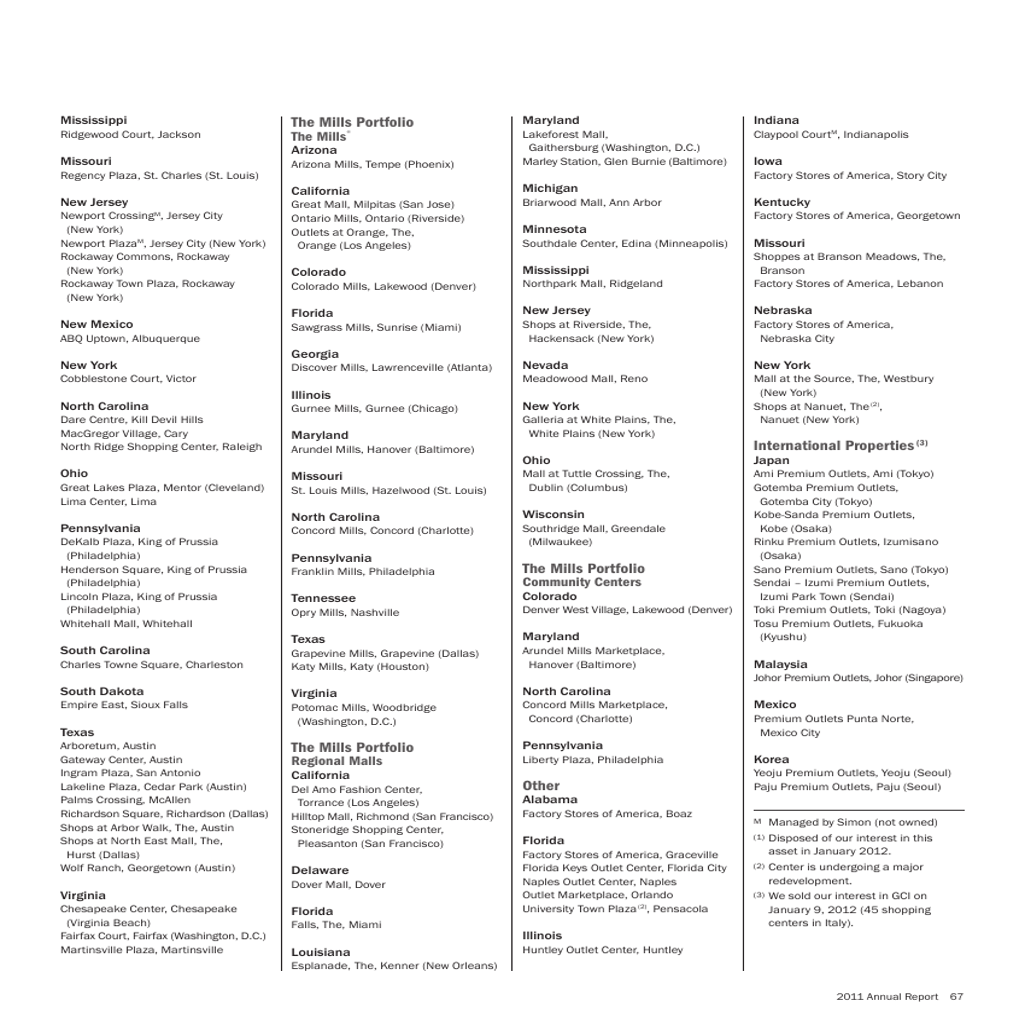 Mississippi
Ridgewood Court, Jackson
Missouri
Regency Plaza, St. Charles (St. Louis)
New Jersey
Newport Crossingᴹ, Jersey City
(New York)
Newport Plazaᴹ, Jersey City (New York)
Rockaway Commons, Rockaway
(New York)
Rockaway Town Plaza, Rockaway
(New York)
New Mexico
ABQ Uptown, Albuquerque
New York
Cobblestone Court, Victor
North Carolina
Dare Centre, Kill Devil Hills
MacGregor Village, Cary
North Ridge Shopping Center, Raleigh
Ohio
Great Lakes Plaza, Mentor (Cleveland)
Lima Center, Lima
Pennsylvania
DeKalb Plaza, King of Prussia
(Philadelphia)
Henderson Square, King of Prussia
(Philadelphia)
Lincoln Plaza, King of Prussia
(Philadelphia)
Whitehall Mall, Whitehall
South Carolina
Charles Towne Square, Charleston
South Dakota
Empire East, Sioux Falls
Texas
Arboretum, Austin
Gateway Center, Austin
Ingram Plaza, San Antonio
Lakeline Plaza, Cedar Park (Austin)
Palms Crossing, McAllen
Richardson Square, Richardson (Dallas)
Shops at Arbor Walk, The, Austin
Shops at North East Mall, The,
Hurst (Dallas)
Wolf Ranch, Georgetown (Austin)
Virginia
Chesapeake Center, Chesapeake
(Virginia Beach)
Fairfax Court, Fairfax (Washington, D.C.)
Martinsville Plaza, Martinsville
The Mills Portfolio
The Mills®
Arizona
Arizona Mills, Tempe (Phoenix)
California
Great Mall, Milpitas (San Jose)
Ontario Mills, Ontario (Riverside)
Outlets at Orange, The,
Orange (Los Angeles)
Colorado
Colorado Mills, Lakewood (Denver)
Florida
Sawgrass Mills, Sunrise (Miami)
Georgia
Discover Mills, Lawrenceville (Atlanta)
Illinois
Gurnee Mills, Gurnee (Chicago)
Maryland
Arundel Mills, Hanover (Baltimore)
Missouri
St. Louis Mills, Hazelwood (St. Louis)
North Carolina
Concord Mills, Concord (Charlotte)
Pennsylvania
Franklin Mills, Philadelphia
Tennessee
Opry Mills, Nashville
Texas
Grapevine Mills, Grapevine (Dallas)
Katy Mills, Katy (Houston)
Virginia
Potomac Mills, Woodbridge
(Washington, D.C.)
The Mills Portfolio
Regional Malls
California
Del Amo Fashion Center,
Torrance (Los Angeles)
Hilltop Mall, Richmond (San Francisco)
Stoneridge Shopping Center,
Pleasanton (San Francisco)
Delaware
Dover Mall, Dover
Florida
Falls, The, Miami
Louisiana
Esplanade, The, Kenner (New Orleans)
Maryland
Lakeforest Mall,
Gaithersburg (Washington, D.C.)
Marley Station, Glen Burnie (Baltimore)
Michigan
Briarwood Mall, Ann Arbor
Minnesota
Southdale Center, Edina (Minneapolis)
Mississippi
Northpark Mall, Ridgeland
New Jersey
Shops at Riverside, The,
Hackensack (New York)
Nevada
Meadowood Mall, Reno
New York
Galleria at White Plains, The,
White Plains (New York)
Ohio
Mall at Tuttle Crossing, The,
Dublin (Columbus)
Wisconsin
Southridge Mall, Greendale
(Milwaukee)
The Mills Portfolio
Community Centers
Colorado
Denver West Village, Lakewood (Denver)
Maryland
Arundel Mills Marketplace,
Hanover (Baltimore)
North Carolina
Concord Mills Marketplace,
Concord (Charlotte)
Pennsylvania
Liberty Plaza, Philadelphia
Other
Alabama
Factory Stores of America, Boaz
Florida
Factory Stores of America, Graceville
Florida Keys Outlet Center, Florida City
Naples Outlet Center, Naples
Outlet Marketplace, Orlando
University Town Plaza⁽²⁾, Pensacola
Illinois
Huntley Outlet Center, Huntley
Indiana
Claypool Courtᴹ, Indianapolis
Iowa
Factory Stores of America, Story City
Kentucky
Factory Stores of America, Georgetown
Missouri
Shoppes at Branson Meadows, The,
Branson
Factory Stores of America, Lebanon
Nebraska
Factory Stores of America,
Nebraska City
New York
Mall at the Source, The, Westbury
(New York)
Shops at Nanuet, The⁽²⁾,
Nanuet (New York)
International Properties⁽³⁾
Japan
Ami Premium Outlets, Ami (Tokyo)
Gotemba Premium Outlets,
Gotemba City (Tokyo)
Kobe-Sanda Premium Outlets,
Kobe (Osaka)
Rinku Premium Outlets, Izumisano
(Osaka)
Sano Premium Outlets, Sano (Tokyo)
Sendai – Izumi Premium Outlets,
Izumi Park Town (Sendai)
Toki Premium Outlets, Toki (Nagoya)
Tosu Premium Outlets, Fukuoka
(Kyushu)
Malaysia
Johor Premium Outlets, Johor (Singapore)
Mexico
Premium Outlets Punta Norte,
Mexico City
Korea
Yeoju Premium Outlets, Yeoju (Seoul)
Paju Premium Outlets, Paju (Seoul)
M Managed by Simon (not owned)
(1) Disposed of our interest in this
asset in January 2012.
(2) Center is undergoing a major
redevelopment.
(3) We sold our interest in GCI on
January 9, 2012 (45 shopping
centers in Italy).
2011 Annual Report 67